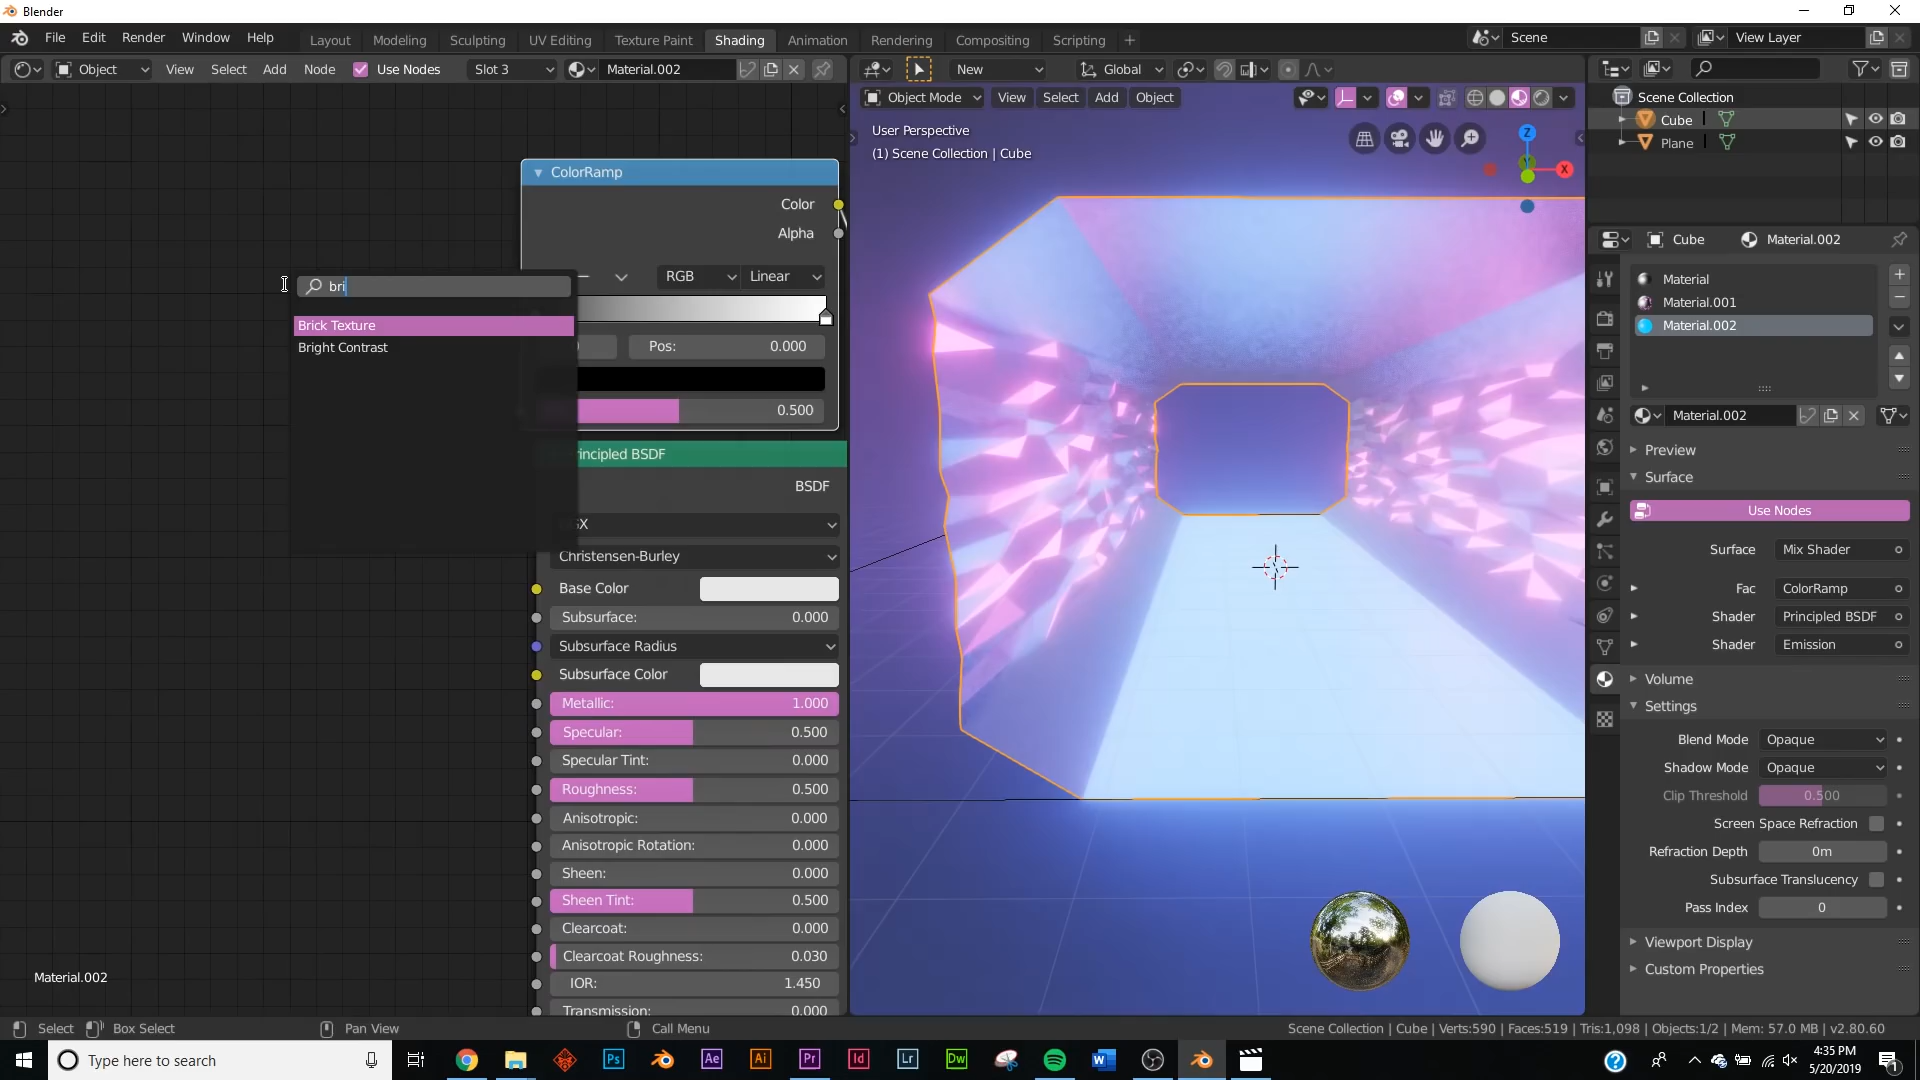 Blender
File Edit Render Window Help
Layout Modeling Sculpting UV Editing Texture Paint Shading Animation Rendering Compositing Scripting
Scene
View Layer
Object View Select Add Node Use Nodes Slot 3 Material.002
New Global
Object Mode View Select Add Object
User Perspective
(1) Scene Collection | Cube
Z
X
ColorRamp
Color
Alpha
RGB Linear
Pos: 0.000
0.500
bri
Brick Texture
Bright Contrast
rincipled BSDF
BSDF
GX
Christensen-Burley
Base Color
Subsurface: 0.000
Subsurface Radius
Subsurface Color
Metallic: 1.000
Specular: 0.500
Specular Tint: 0.000
Roughness: 0.500
Anisotropic: 0.000
Anisotropic Rotation: 0.000
Sheen: 0.000
Sheen Tint: 0.500
Clearcoat: 0.000
Clearcoat Roughness: 0.030
IOR: 1.450
Transmission: 0.000
Material.002
Scene Collection
Cube
Plane
Cube Material.002
Material
Material.001
Material.002
Material.002
Preview
Surface
Use Nodes
Surface Mix Shader
Fac ColorRamp
Shader Principled BSDF
Shader Emission
Volume
Settings
Blend Mode Opaque
Shadow Mode Opaque
Clip Threshold 0.500
Screen Space Refraction
Refraction Depth 0m
Subsurface Translucency
Pass Index 0
Viewport Display
Custom Properties
Select Box Select Pan View Call Menu
Scene Collection | Cube | Verts:590 | Faces:519 | Tris:1,098 | Objects:1/2 | Mem: 57.0 MB | v2.80.60
Type here to search
Ps Ae Ai Pr Id Lr Dw W
4:35 PM
5/20/2019
1